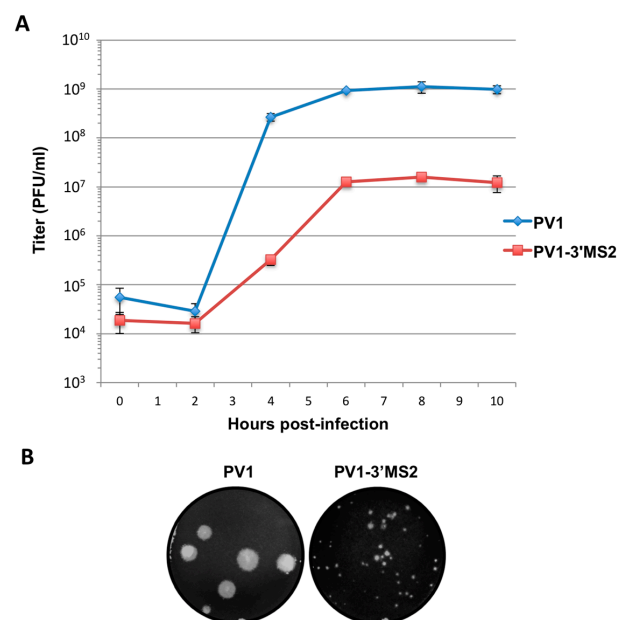 A
10¹⁰
10⁹
10⁸
10⁷
10⁶
10⁵
10⁴
10³
Titer (PFU/ml)
0 1 2 3 4 5 6 7 8 9 10
Hours post-infection
PV1
PV1-3'MS2
B
PV1 PV1-3’MS2